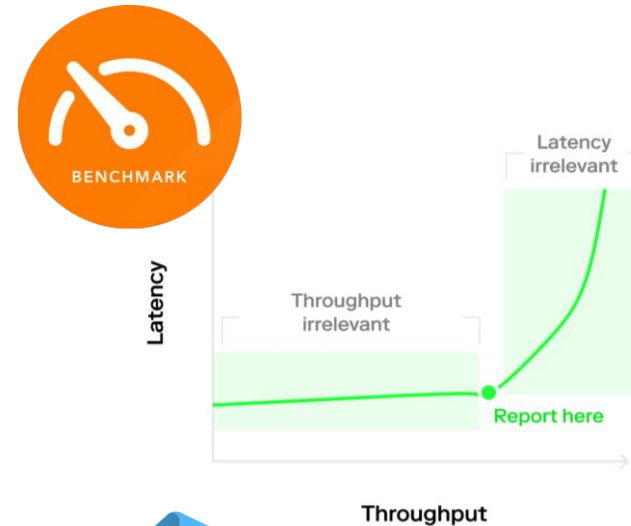 BENCHMARK
Latency
irrelevant
Throughput
irrelevant
Latency
Report here
Throughput